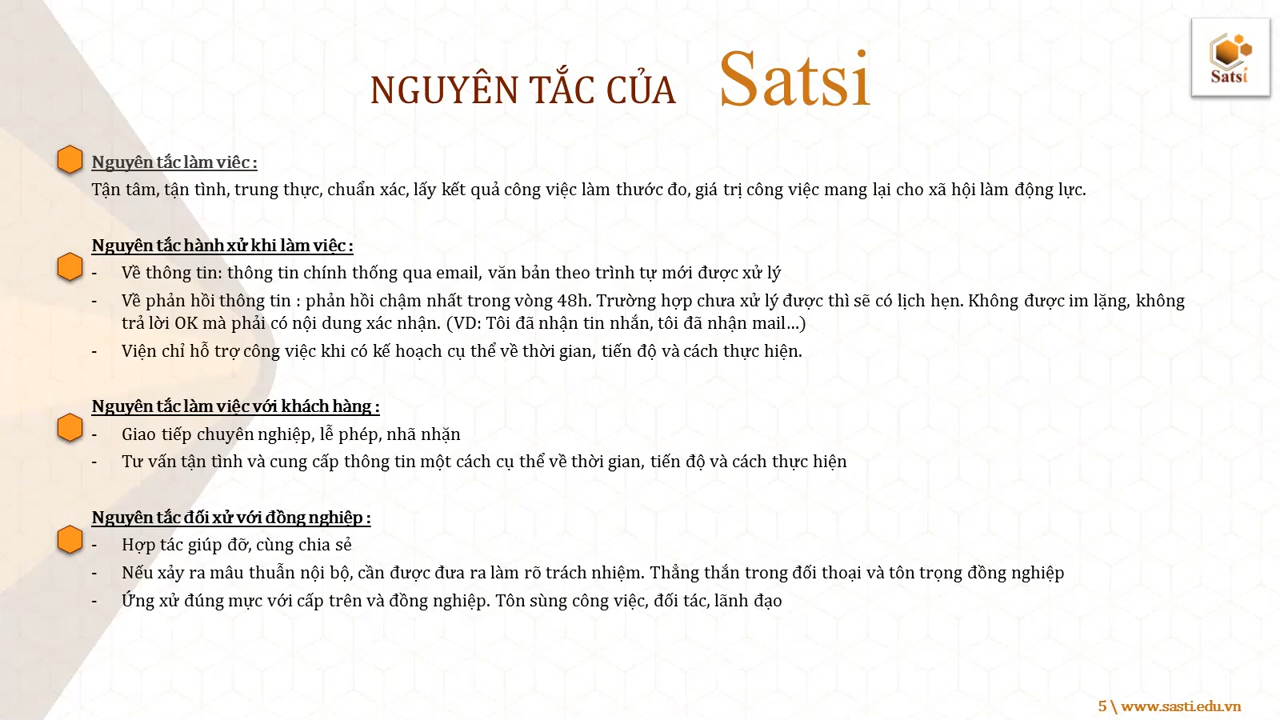 NGUYÊN TẮC CỦA Satsi
Satsi
Nguyên tắc làm việc :
Tận tâm, tận tình, trung thực, chuẩn xác, lấy kết quả công việc làm thước đo, giá trị công việc mang lại cho xã hội làm động lực.
Nguyên tắc hành xử khi làm việc :
- Về thông tin: thông tin chính thống qua email, văn bản theo trình tự mới được xử lý
- Về phản hồi thông tin : phản hồi chậm nhất trong vòng 48h. Trường hợp chưa xử lý được thì sẽ có lịch hẹn. Không được im lặng, không
trả lời OK mà phải có nội dung xác nhận. (VD: Tôi đã nhận tin nhắn, tôi đã nhận mail...)
- Viện chỉ hỗ trợ công việc khi có kế hoạch cụ thể về thời gian, tiến độ và cách thực hiện.
Nguyên tắc làm việc với khách hàng :
- Giao tiếp chuyên nghiệp, lễ phép, nhã nhặn
- Tư vấn tận tình và cung cấp thông tin một cách cụ thể về thời gian, tiến độ và cách thực hiện
Nguyên tắc đối xử với đồng nghiệp :
- Hợp tác giúp đỡ, cùng chia sẻ
- Nếu xảy ra mâu thuẫn nội bộ, cần được đưa ra làm rõ trách nhiệm. Thẳng thắn trong đối thoại và tôn trọng đồng nghiệp
- Ứng xử đúng mực với cấp trên và đồng nghiệp. Tôn sùng công việc, đối tác, lãnh đạo
5 \ www.sasti.edu.vn